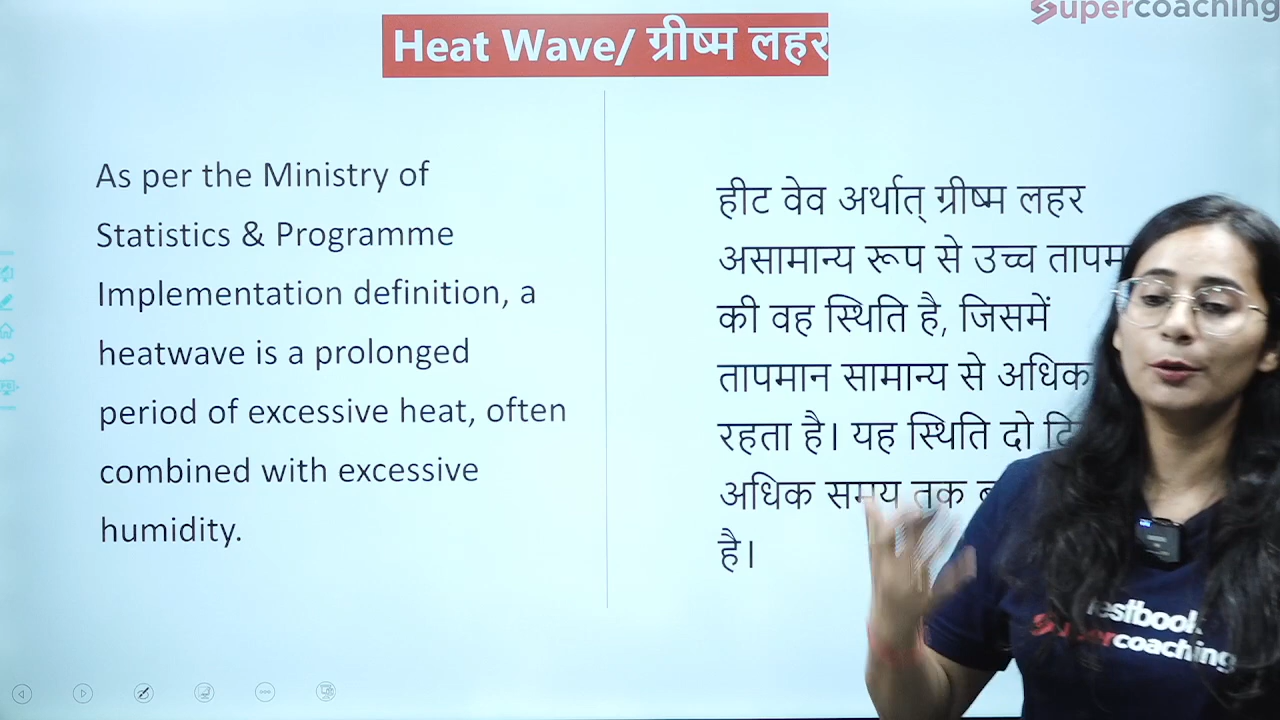 Supercoaching
Heat Wave/ ग्रीष्म लहर
As per the Ministry of
Statistics & Programme
Implementation definition, a
heatwave is a prolonged
period of excessive heat, often
combined with excessive
humidity.
हीट वेव अर्थात् ग्रीष्म लहर
असामान्य रूप से उच्च
की वह स्थिति है, जिसमें
तापमान सामान्य से अधिक
रहता है। यह स्थिति दो
अधिक समय तक
है।
Testbook
Supercoaching